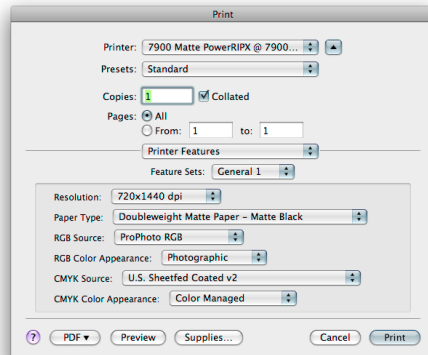 Print
Printer: 7900 Matte PowerRIPX @ 7900...
Presets: Standard
Copies: 1 Collated
Pages: All
From: 1 to: 1
Printer Features
Feature Sets: General 1
Resolution: 720x1440 dpi
Paper Type: Doubleweight Matte Paper – Matte Black
RGB Source: ProPhoto RGB
RGB Color Appearance: Photographic
CMYK Source: U.S. Sheetfed Coated v2
CMYK Color Appearance: Color Managed
? PDF ▾ Preview Supplies... Cancel Print